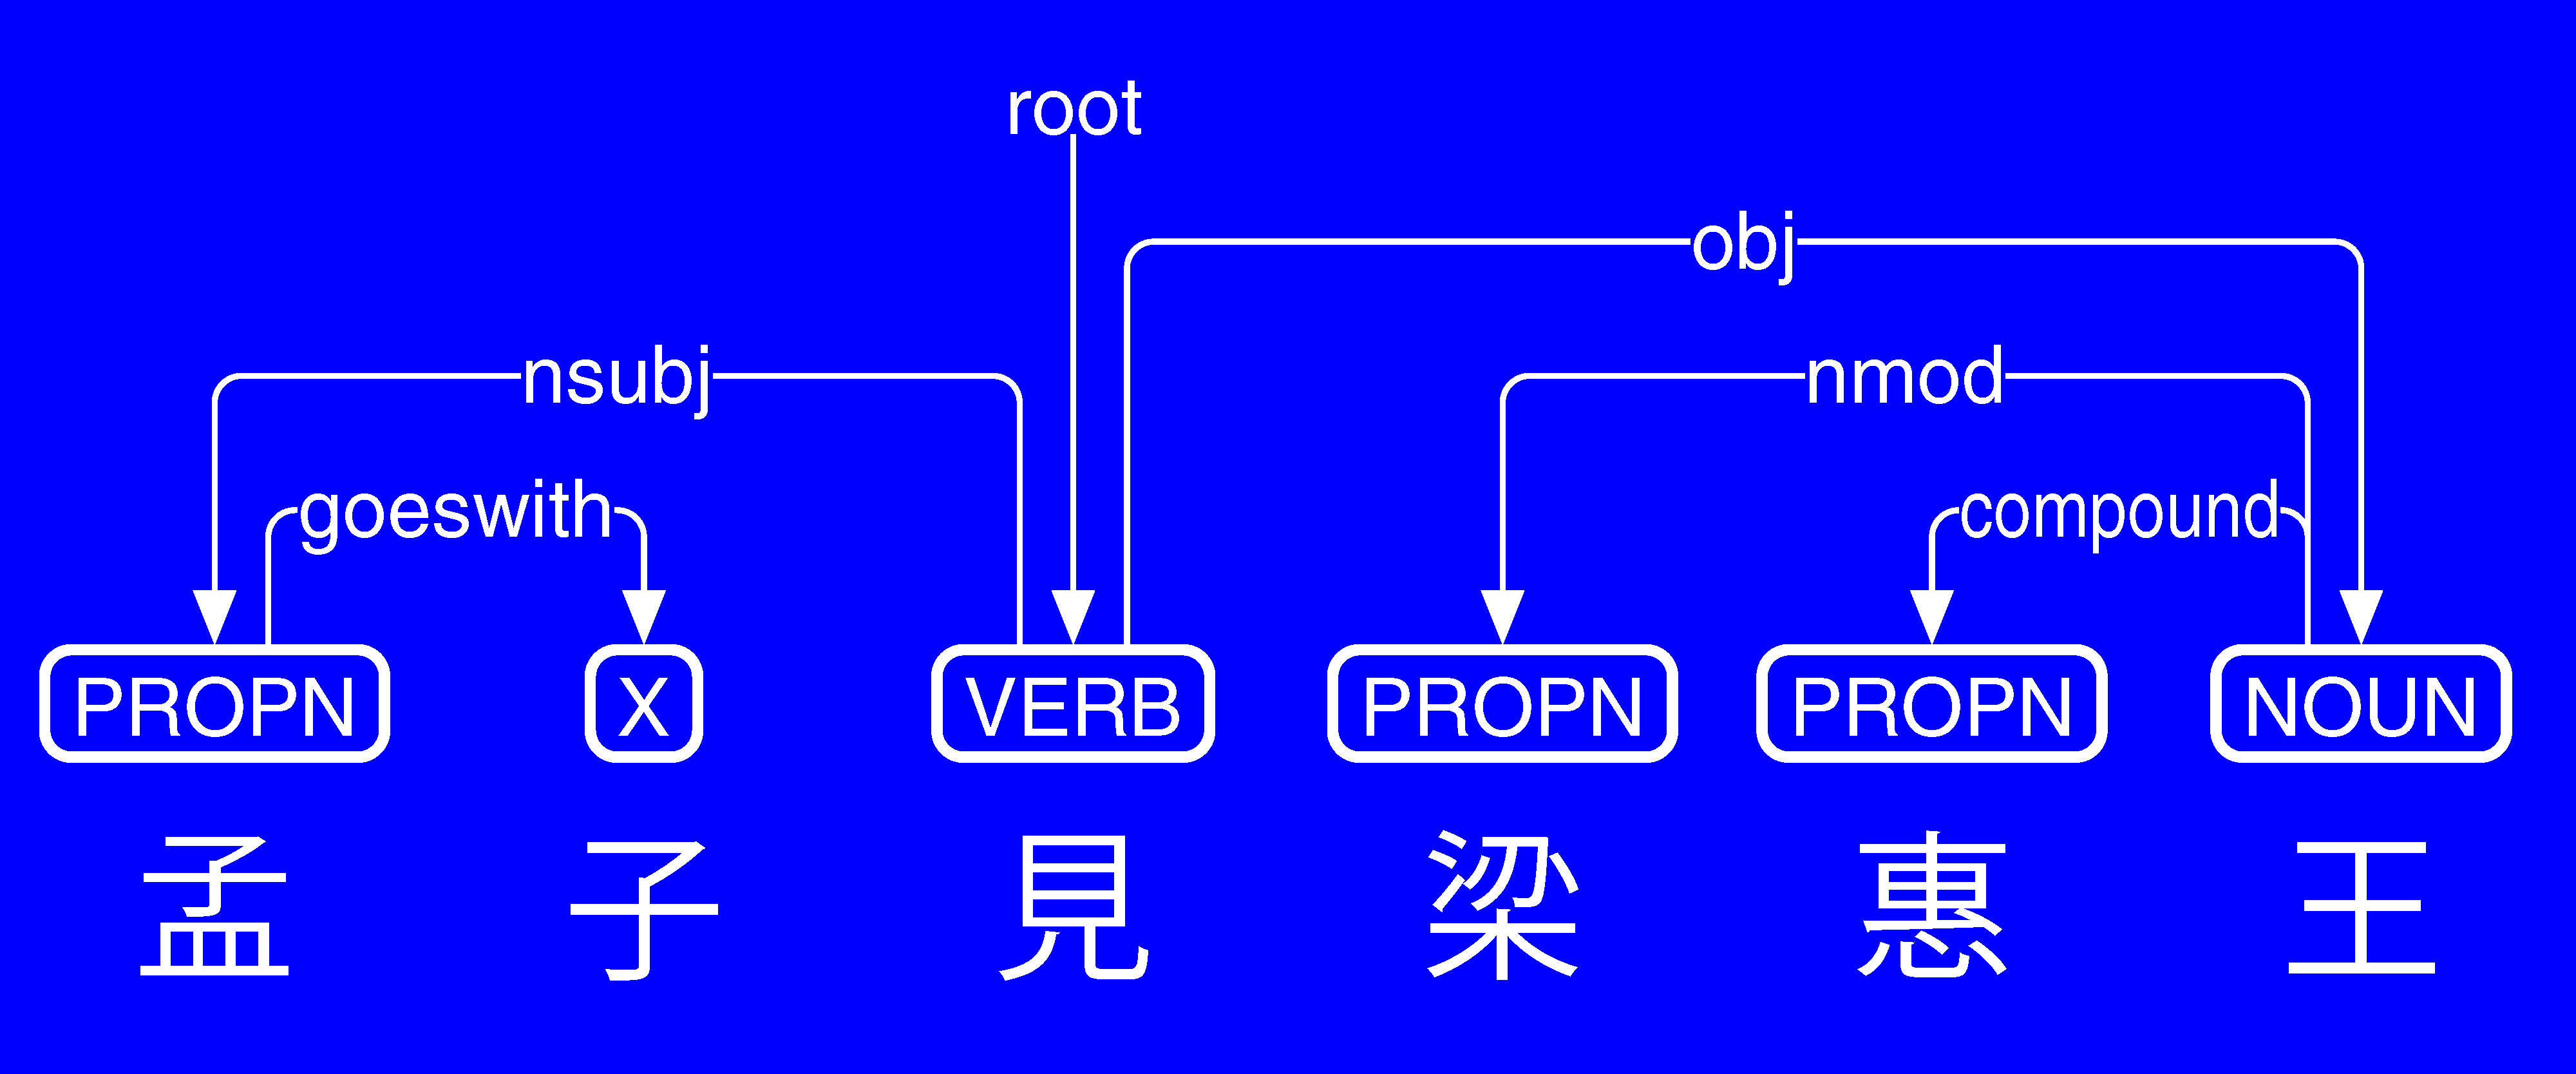 root
obj
nsubj nmod
goeswith compound
PROPN X VERB PROPN PROPN NOUN
孟 子 見 梁 惠 王